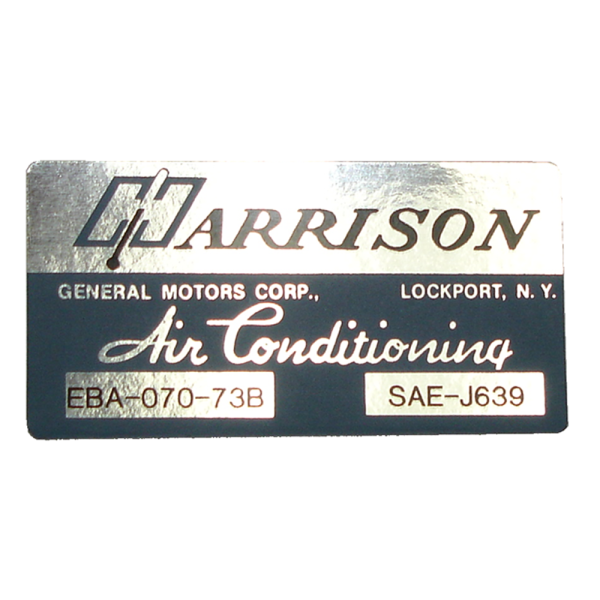 HARRISON
GENERAL MOTORS CORP., LOCKPORT, N. Y.
Air Conditioning
EBA-070-73B SAE-J639